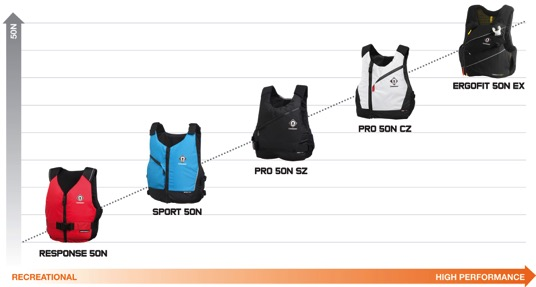 50N
ERGOFIT 50N EX
PRO 50N CZ
PRO 50N SZ
SPORT 50N
RESPONSE 50N
RECREATIONAL
HIGH PERFORMANCE